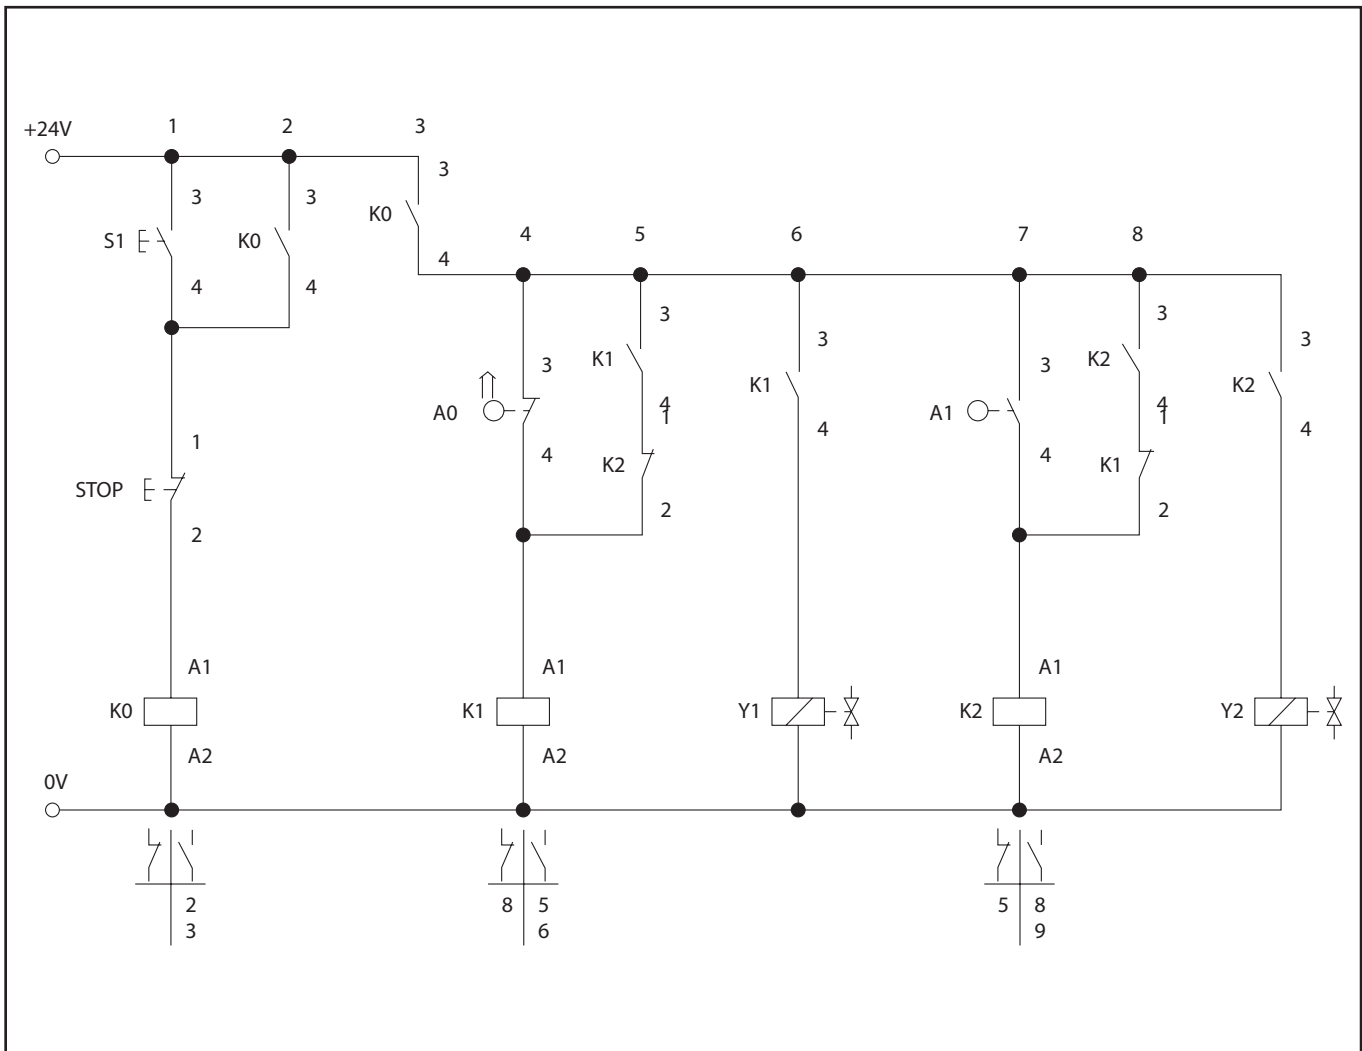 +24V 1 2 3
3 3 3
S1 K0 K0
4 4 4
4 5 6 7 8
3 3 3 3
K1 K1 K2 K2
3 3
A0 A1
4 1 4 4 1 4
4 4
K2 K1
2 2
1
STOP
2
A1 A1 A1
K0 K1 Y1 K2 Y2
A2 A2 A2
0V
2 8 5 5 8
3 6 9